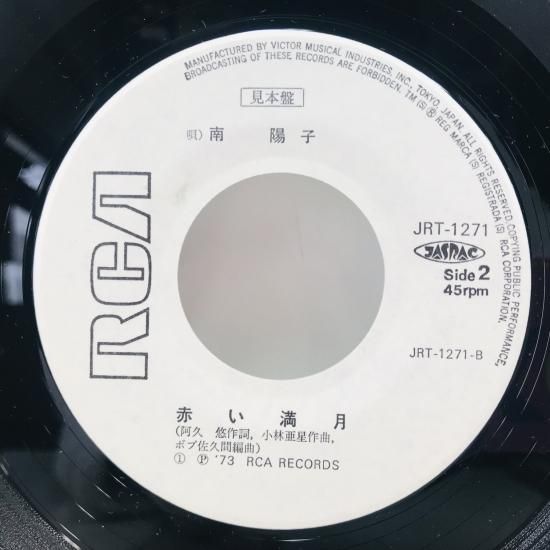 MANUFACTURED BY VICTOR MUSICAL INDUSTRIES, INC. TOKYO, JAPAN. ALL RIGHTS RESERVED. COPYING PUBLIC PERFORMANCE,
BROADCASTING OF THESE RECORDS ARE FORBIDDEN. TM(S) ® REG MARCA(S) REGISTRADA(S) RCA CORPORATION.
見本盤
唄) 南 陽子
RCA
JRT-1271
JASRAC
Side 2
45rpm
JRT-1271-B
赤い満月
(阿久 悠作詞, 小林亜星作曲,
ボブ佐久間編曲)
① ℗ '73 RCA RECORDS